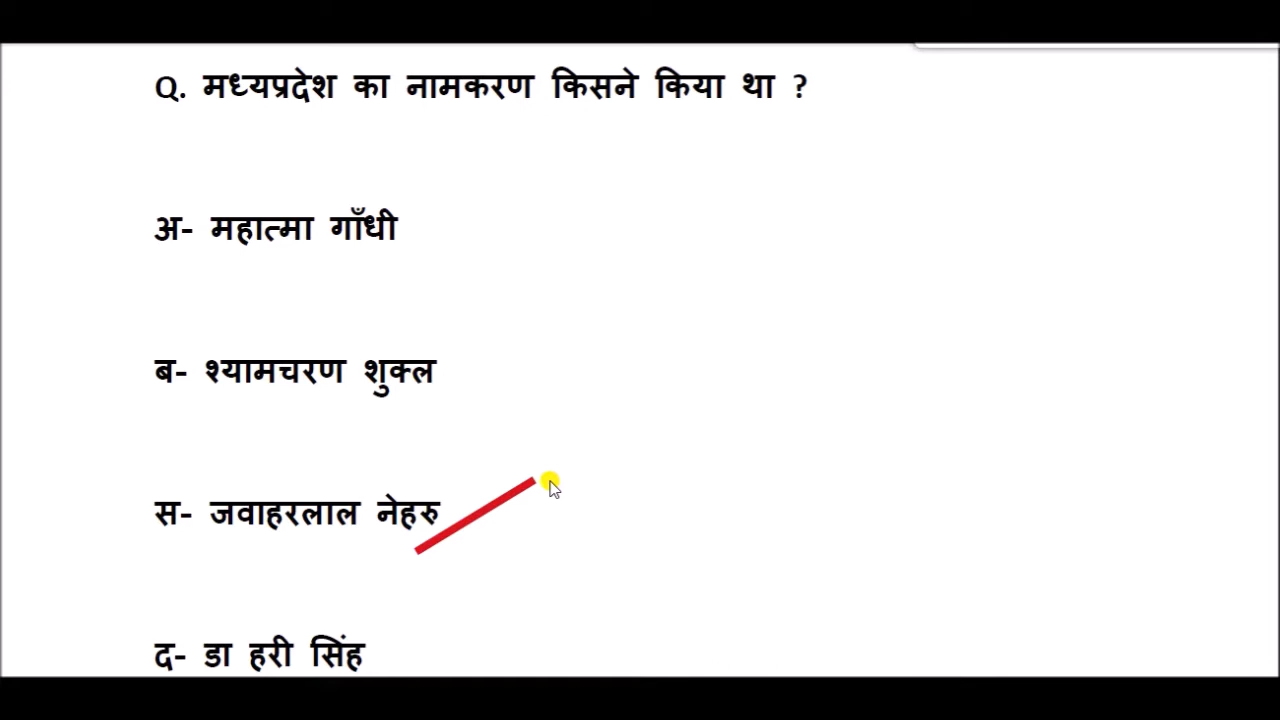 Q. मध्यप्रदेश का नामकरण किसने किया था ?
अ- महात्मा गाँधी
ब- श्यामचरण शुक्ल
स- जवाहरलाल नेहरु
द- डा हरी सिंह